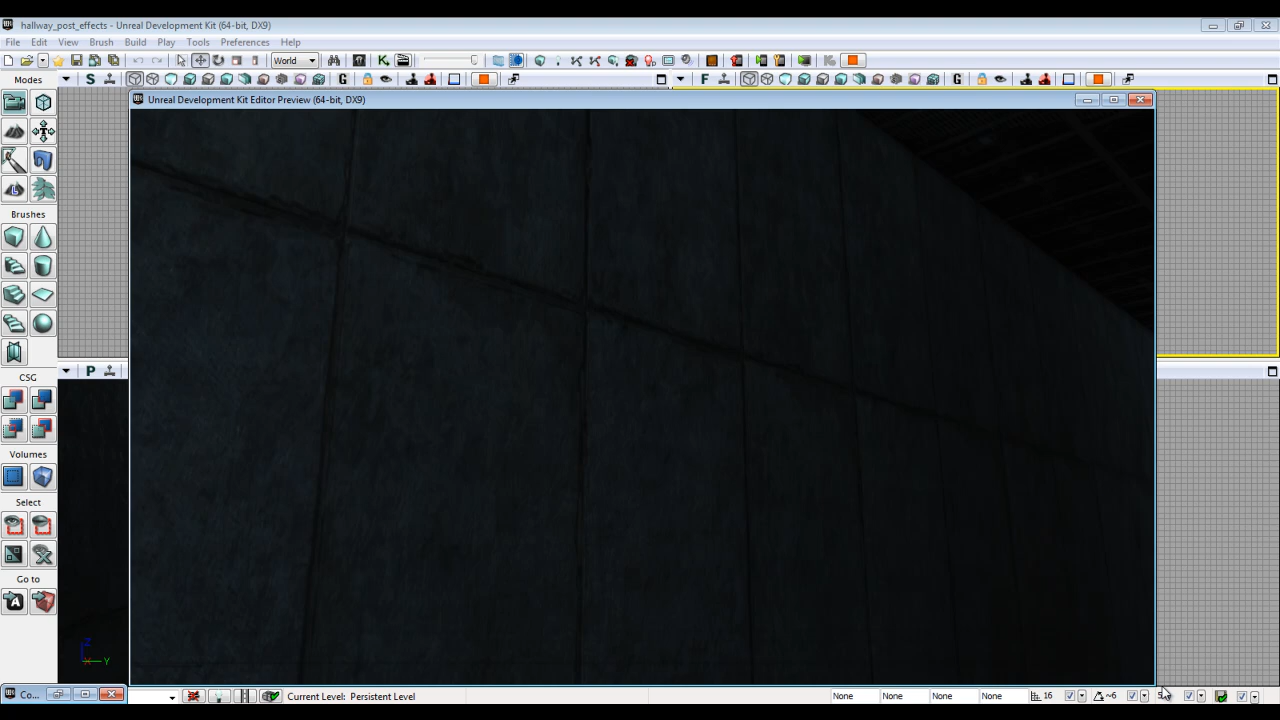 hallway_post_effects - Unreal Development Kit (64-bit, DX9)
File Edit View Brush Build Play Tools Preferences Help
World
Modes
S
G
F
G
Unreal Development Kit Editor Preview (64-bit, DX9)
Brushes
P
CSG
Volumes
Select
Go to
Z
X
Y
Co...
Current Level: Persistent Level
None
None
None
None
16
~6